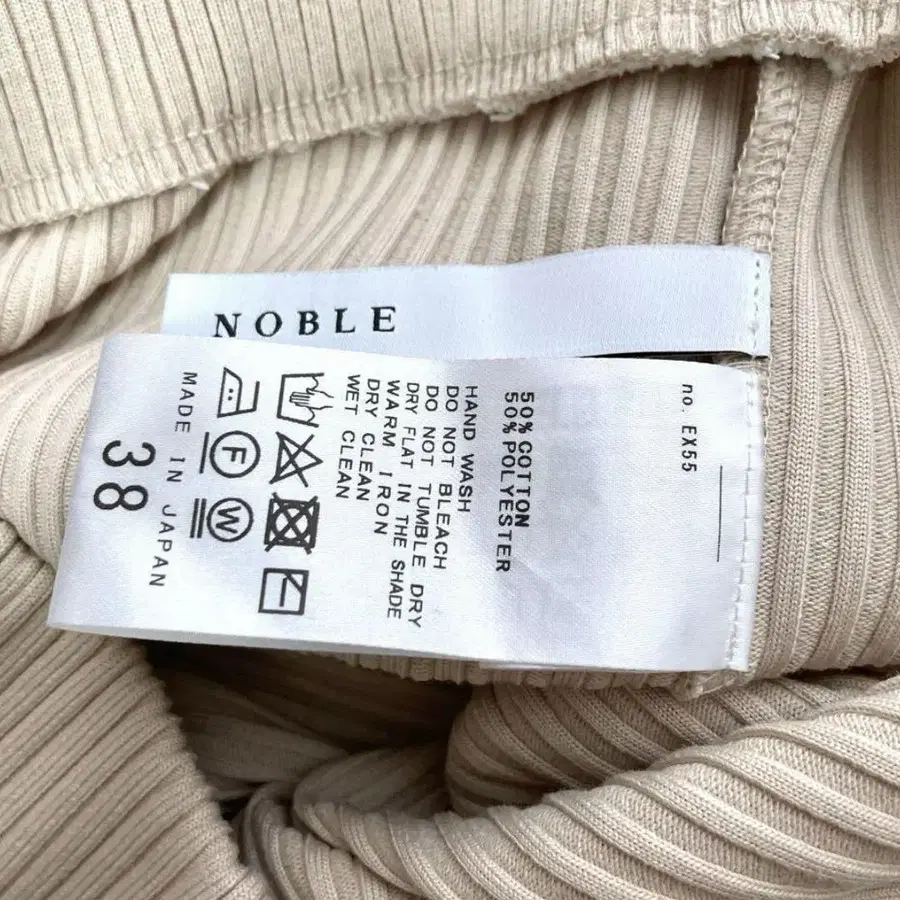 NOBLE
no. EX55
50% COTTON
50% POLYESTER
HAND WASH
DO NOT BLEACH
DO NOT TUMBLE DRY
DRY FLAT IN THE SHADE
WARM IRON
DRY CLEAN
WET CLEAN
F
W
MADE IN JAPAN
38